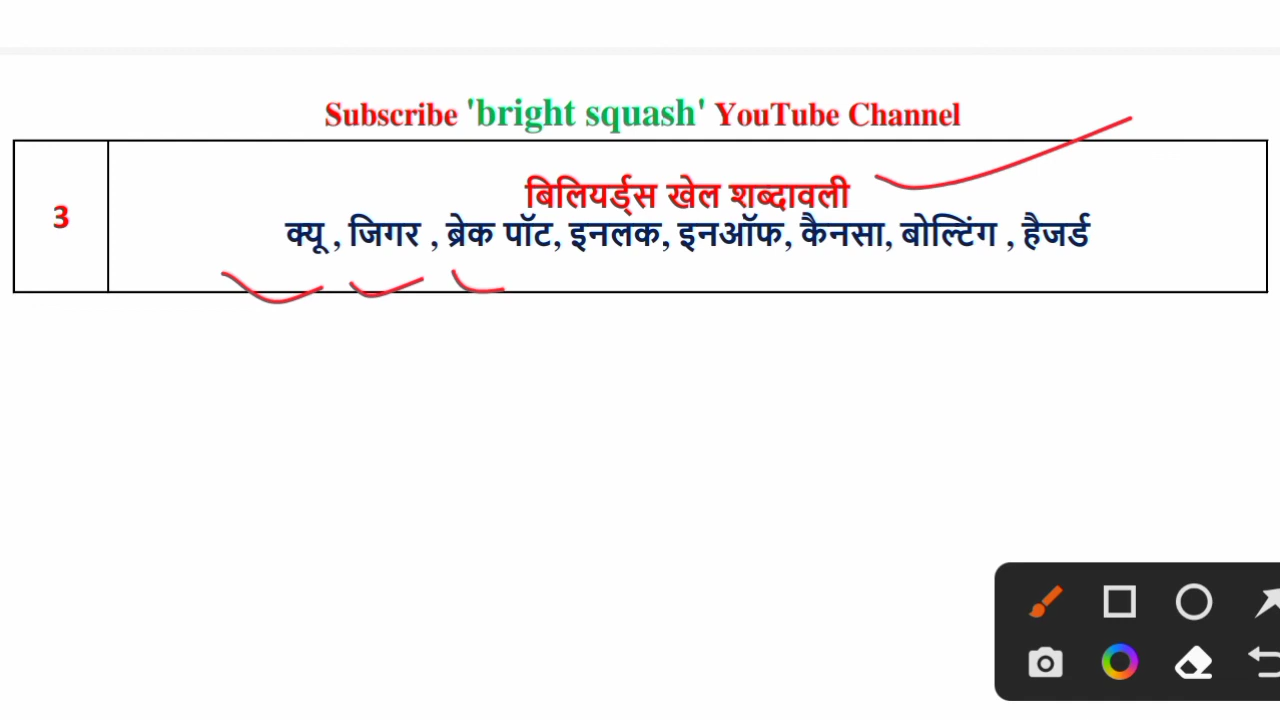 Subscribe 'bright squash' YouTube Channel
3
बिलियर्ड्स खेल शब्दावली
क्यू , जिगर , ब्रेक पॉट, इनलक, इनऑफ, कैनसा, बोल्टिंग , हैजर्ड